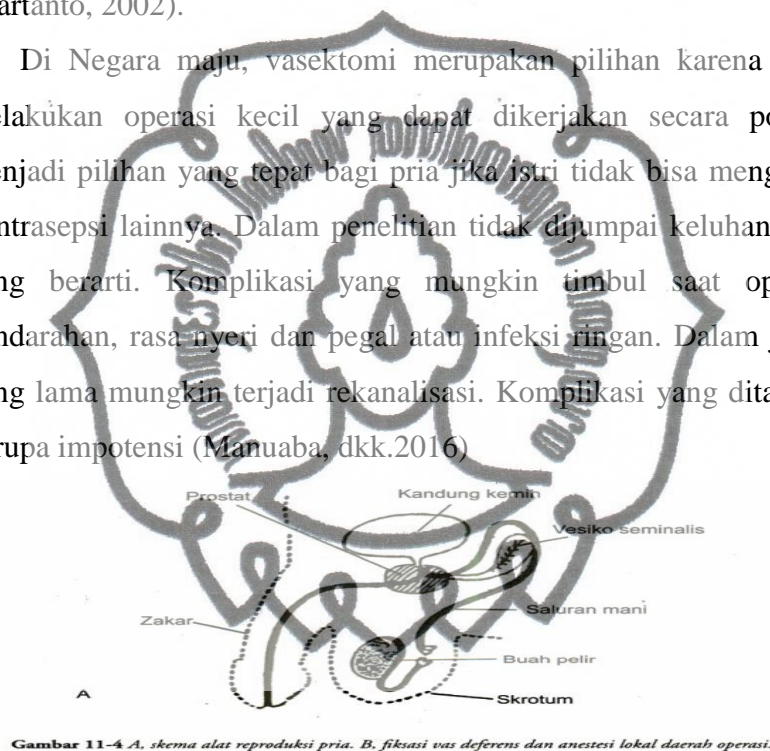 artanto, 2002).
Di Negara maju, vasektomi merupakan pilihan karena
elakukan operasi kecil yang dapat dikerjakan secara po
enjadi pilihan yang tepat bagi pria jika istri tidak bisa meng
ntrasepsi lainnya. Dalam penelitian tidak dijumpai keluhan
ng berarti. Komplikasi yang mungkin timbul saat op
ndarahan, rasa nyeri dan pegal atau infeksi ringan. Dalam
ng lama mungkin terjadi rekanalisasi. Komplikasi yang dita
rupa impotensi (Manuaba, dkk.2016)
Prostat
Kandung kemih
Vesiko seminalis
Zakar
Saluran mani
Buah pelir
A
Skrotum
Gambar 11-4 A, skema alat reproduksi pria. B, fiksasi vas deferens dan anestesi lokal daerah operasi.